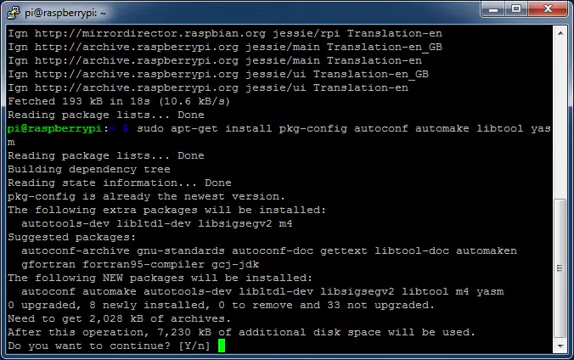 pi@raspberrypi: ~
Ign http://mirrordirector.raspbian.org jessie/rpi Translation-en
Ign http://archive.raspberrypi.org jessie/main Translation-en_GB
Ign http://archive.raspberrypi.org jessie/main Translation-en
Ign http://archive.raspberrypi.org jessie/ui Translation-en_GB
Ign http://archive.raspberrypi.org jessie/ui Translation-en
Fetched 193 kB in 18s (10.6 kB/s)
Reading package lists... Done
pi@raspberrypi:~ $ sudo apt-get install pkg-config autoconf automake libtool yas
m
Reading package lists... Done
Building dependency tree
Reading state information... Done
pkg-config is already the newest version.
The following extra packages will be installed:
autotools-dev libltdl-dev libsigsegv2 m4
Suggested packages:
autoconf-archive gnu-standards autoconf-doc gettext libtool-doc automaken
gfortran fortran95-compiler gcj-jdk
The following NEW packages will be installed:
autoconf automake autotools-dev libltdl-dev libsigsegv2 libtool m4 yasm
0 upgraded, 8 newly installed, 0 to remove and 33 not upgraded.
Need to get 2,028 kB of archives.
After this operation, 7,230 kB of additional disk space will be used.
Do you want to continue? [Y/n]